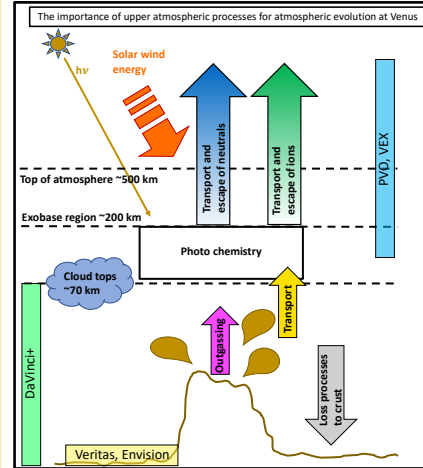 The importance of upper atmospheric processes for atmospheric evolution at Venus
hν
Solar wind
energy
Transport and
escape of neutrals
Transport and
escape of ions
PVO, VEX
Top of atmosphere ~500 km
Exobase region ~200 km
Photo chemistry
Cloud tops
~70 km
Transport
Outgassing
DaVinci+
Loss processes
to crust
Veritas, Envision